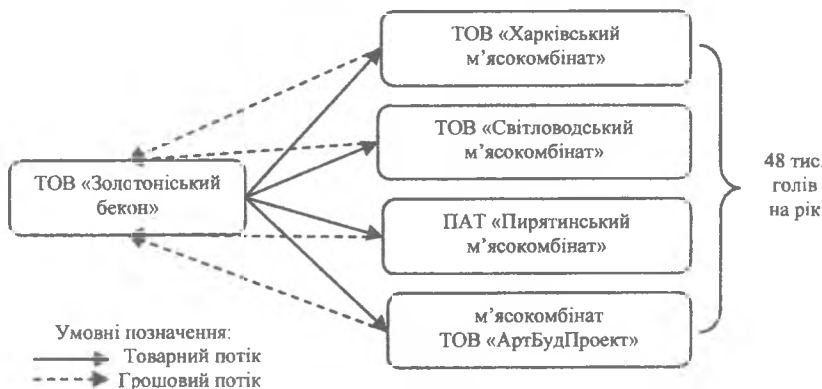 ТОВ «Харківський
м’ясокомбінат»
ТОВ «Світловодський
м’ясокомбінат»
ТОВ «Золотоніський
бекон»
48 тис.
голів
на рік
ПАТ «Пирятинський
м’ясокомбінат»
м’ясокомбінат
ТОВ «АртБудПроект»
Умовні позначення:
Товарний потік
Грошовий потік